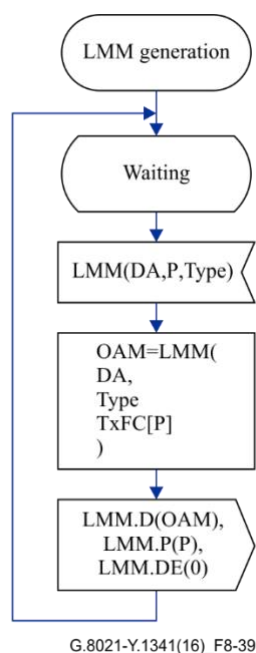 LMM generation
Waiting
LMM(DA,P,Type)
OAM=LMM(
DA,
Type
TxFC[P]
)
LMM.D(OAM),
LMM.P(P),
LMM.DE(0)
G.8021-Y.1341(16)_F8-39